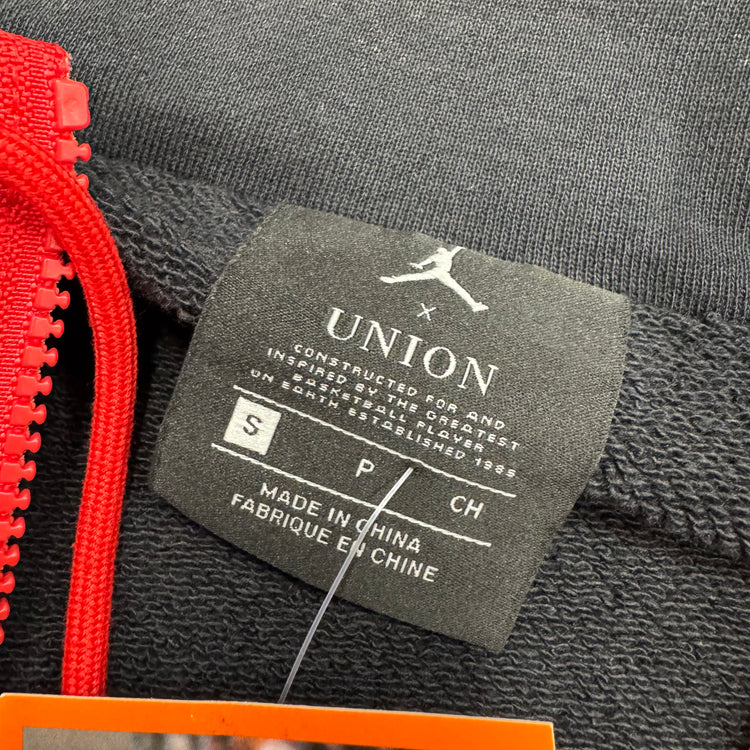 X
UNION
CONSTRUCTED FOR AND
INSPIRED BY THE GREATEST
BASKETBALL PLAYER
ON EARTH ESTABLISHED 1985
S P CH
MADE IN CHINA
FABRIQUE EN CHINE